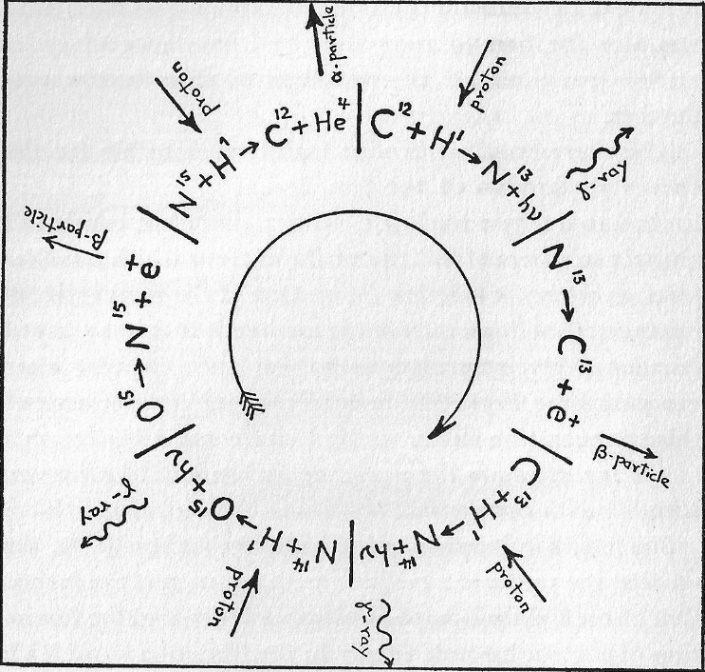 C¹² + H¹ → N¹³ + hν
proton
γ-ray
N¹³ → C¹³ + e⁺
β-particle
C¹³ + H¹ → N¹⁴ + hν
proton
γ-ray
N¹⁴ + H¹ → O¹⁵ + hν
proton
γ-ray
O¹⁵ → N¹⁵ + e⁺
β-particle
N¹⁵ + H¹ → C¹² + He⁴
proton
α-particle